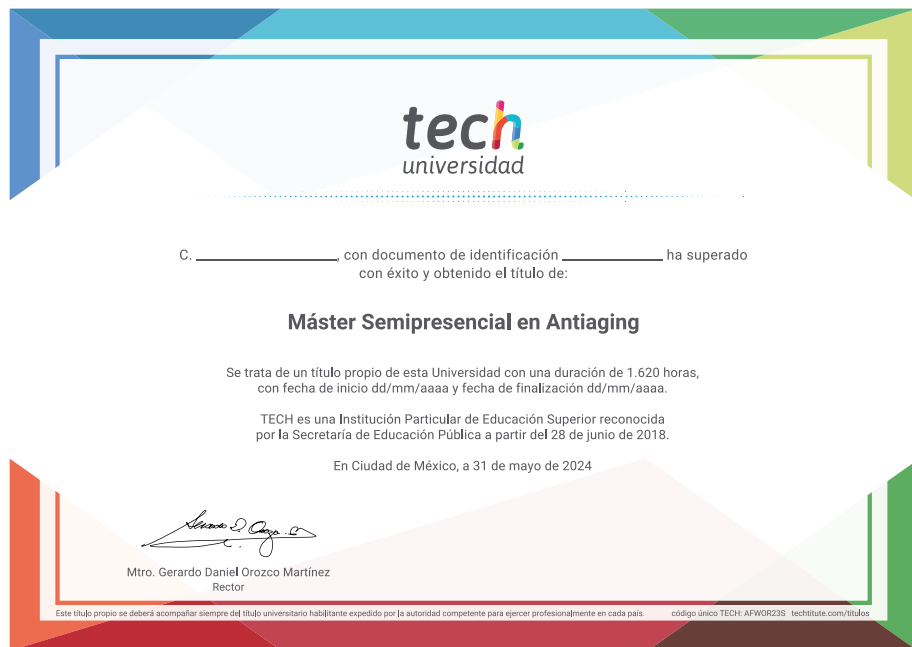 tech
universidad
C. ____________________, con documento de identificación ______________ ha superado
con éxito y obtenido el título de:
Máster Semipresencial en Antiaging
Se trata de un título propio de esta Universidad con una duración de 1.620 horas,
con fecha de inicio dd/mm/aaaa y fecha de finalización dd/mm/aaaa.
TECH es una Institución Particular de Educación Superior reconocida
por la Secretaría de Educación Pública a partir del 28 de junio de 2018.
En Ciudad de México, a 31 de mayo de 2024
Mtro. Gerardo Daniel Orozco Martínez
Rector
Este título propio se deberá acompañar siempre del título universitario habilitante expedido por la autoridad competente para ejercer profesionalmente en cada país. código único TECH: AFWOR23S techtitute.com/titulos